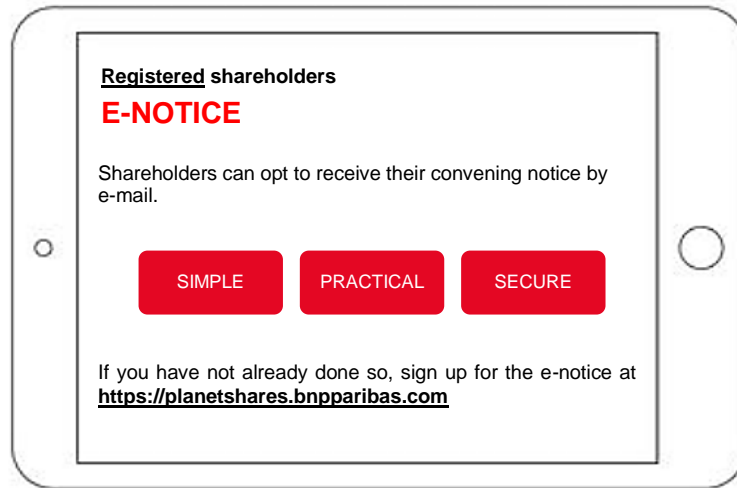 Registered shareholders
E-NOTICE
Shareholders can opt to receive their convening notice by
e-mail.
SIMPLE
PRACTICAL
SECURE
If you have not already done so, sign up for the e-notice at
https://planetshares.bnpparibas.com